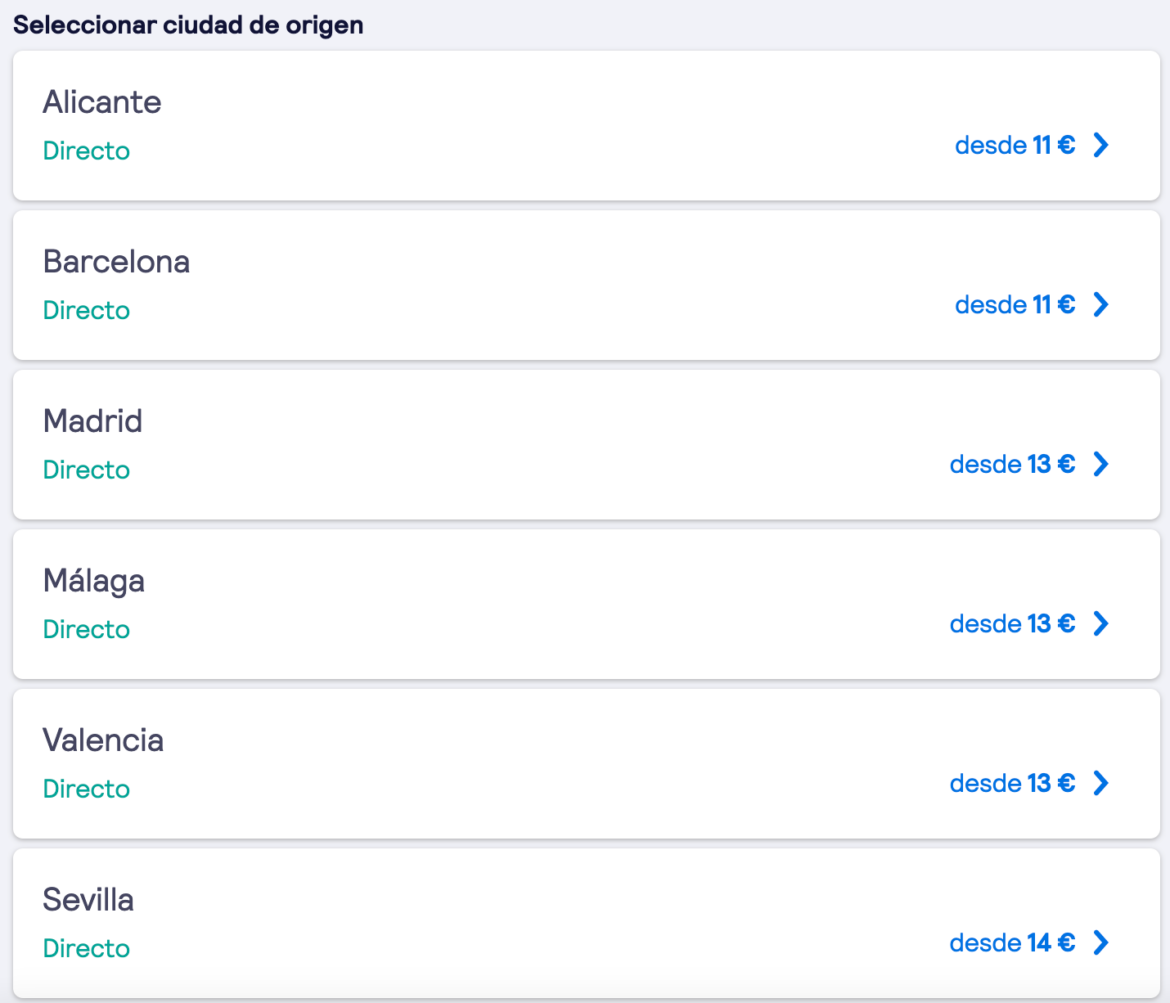 Seleccionar ciudad de origen
Alicante
Directo
desde 11 €
Barcelona
Directo
desde 11 €
Madrid
Directo
desde 13 €
Málaga
Directo
desde 13 €
Valencia
Directo
desde 13 €
Sevilla
Directo
desde 14 €